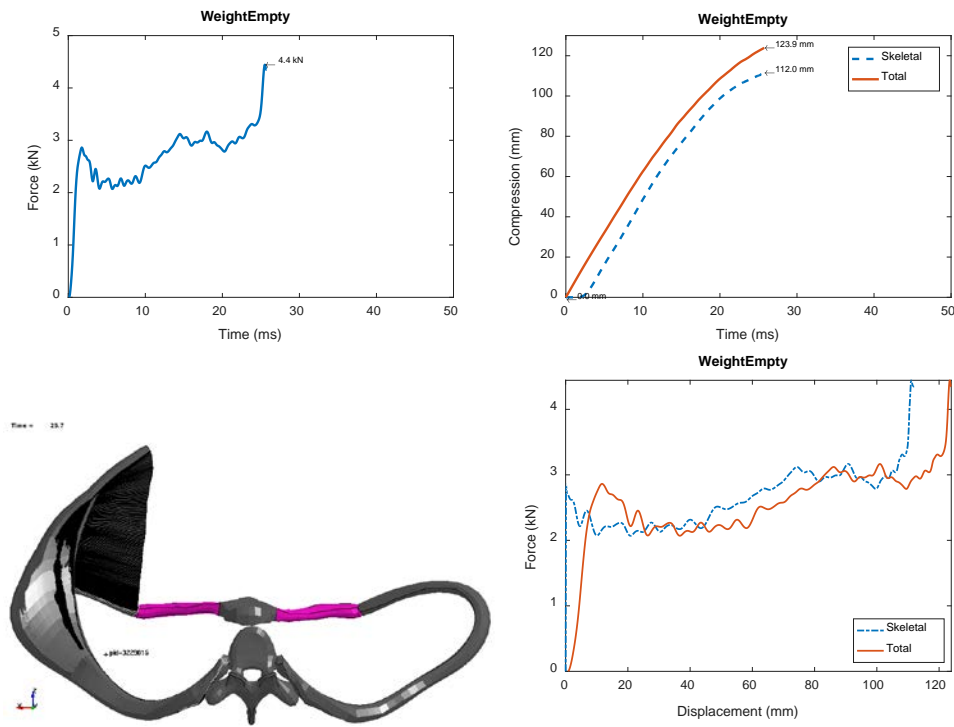 WeightEmpty
5
4
3
2
1
0
Force (kN)
4.4 kN
0 10 20 30 40 50
Time (ms)
WeightEmpty
120
100
80
60
40
20
0
Compression (mm)
123.9 mm
112.0 mm
Skeletal
Total
0 10 20 30 40 50
Time (ms)
WeightEmpty
4
3
2
1
0
Force (kN)
Skeletal
Total
0 20 40 60 80 100 120
Displacement (mm)
Time =